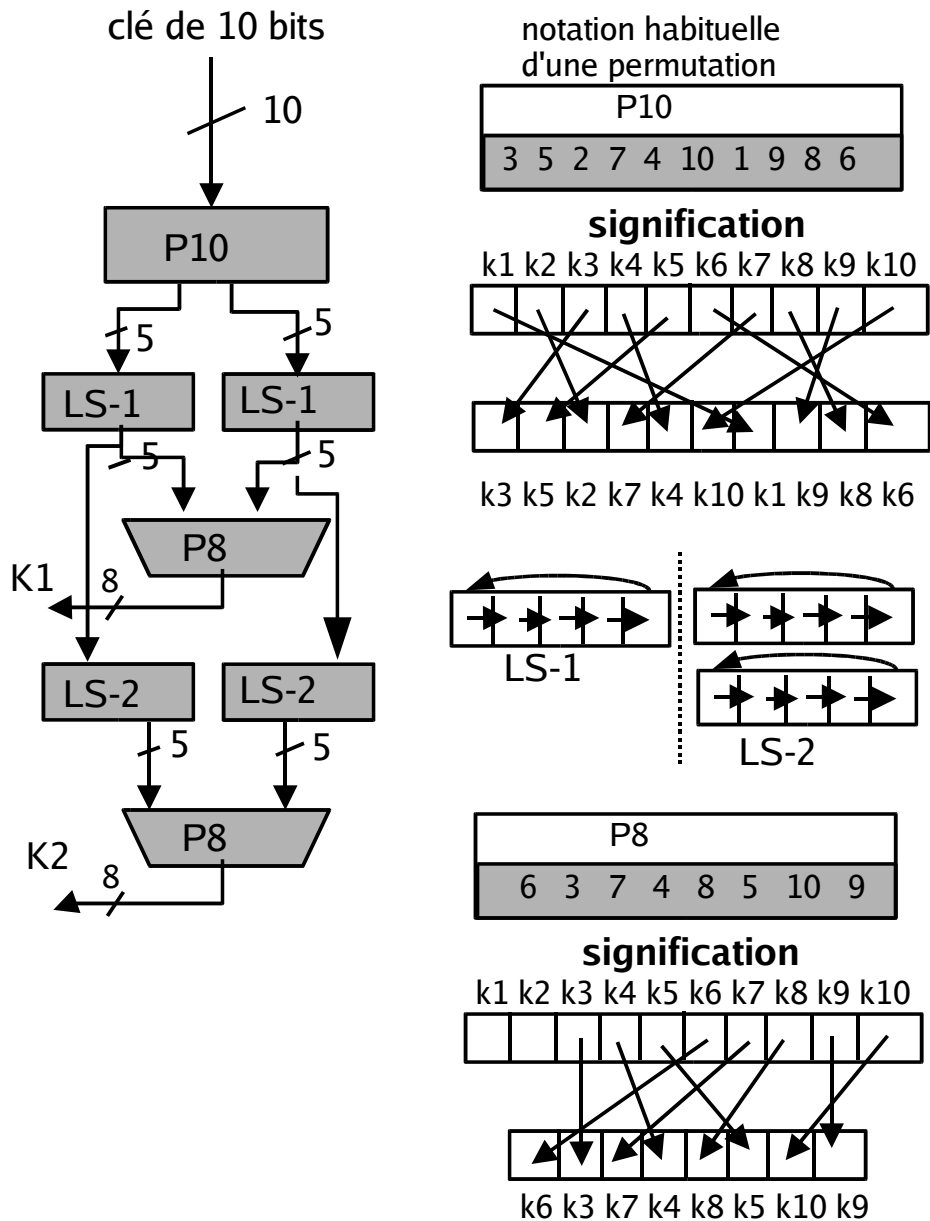 clé de 10 bits
10
P10
5
5
LS-1
LS-1
5
5
P8
K1
8
LS-2
LS-2
5
5
P8
K2
8
notation habituelle
d'une permutation
P10
3 5 2 7 4 10 1 9 8 6
signification
k1 k2 k3 k4 k5 k6 k7 k8 k9 k10
k3 k5 k2 k7 k4 k10 k1 k9 k8 k6
LS-1
LS-2
P8
6 3 7 4 8 5 10 9
signification
k1 k2 k3 k4 k5 k6 k7 k8 k9 k10
k6 k3 k7 k4 k8 k5 k10 k9